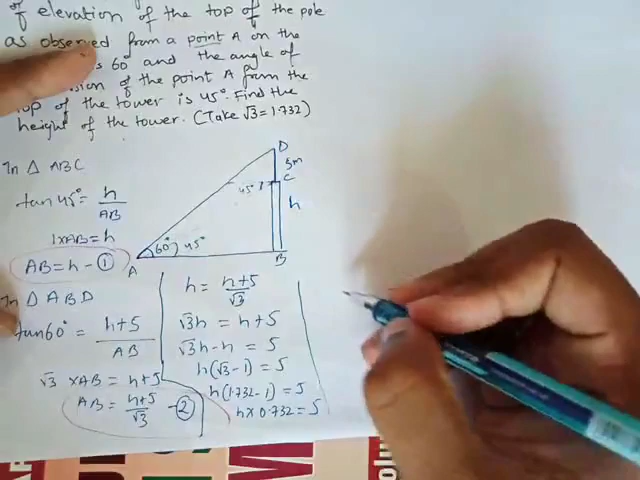 of elevation of the top of the pole
as observed from a point A on the
60° and the angle of
of the point A from the
top of the tower is 45°. Find the
height of the tower. (Take √3 = 1.732)
In △ ABC
tan 45° = h/AB
1×AB = h
AB = h - ①
In △ ABD
tan 60° = h+5/AB
√3 × AB = h+5
AB = h+5/√3 - ②
D
5m
C
45°
h
60° 45°
A
B
h = h+5/√3
√3h = h+5
√3h - h = 5
h(√3 - 1) = 5
h(1.732 - 1) = 5
h × 0.732 = 5